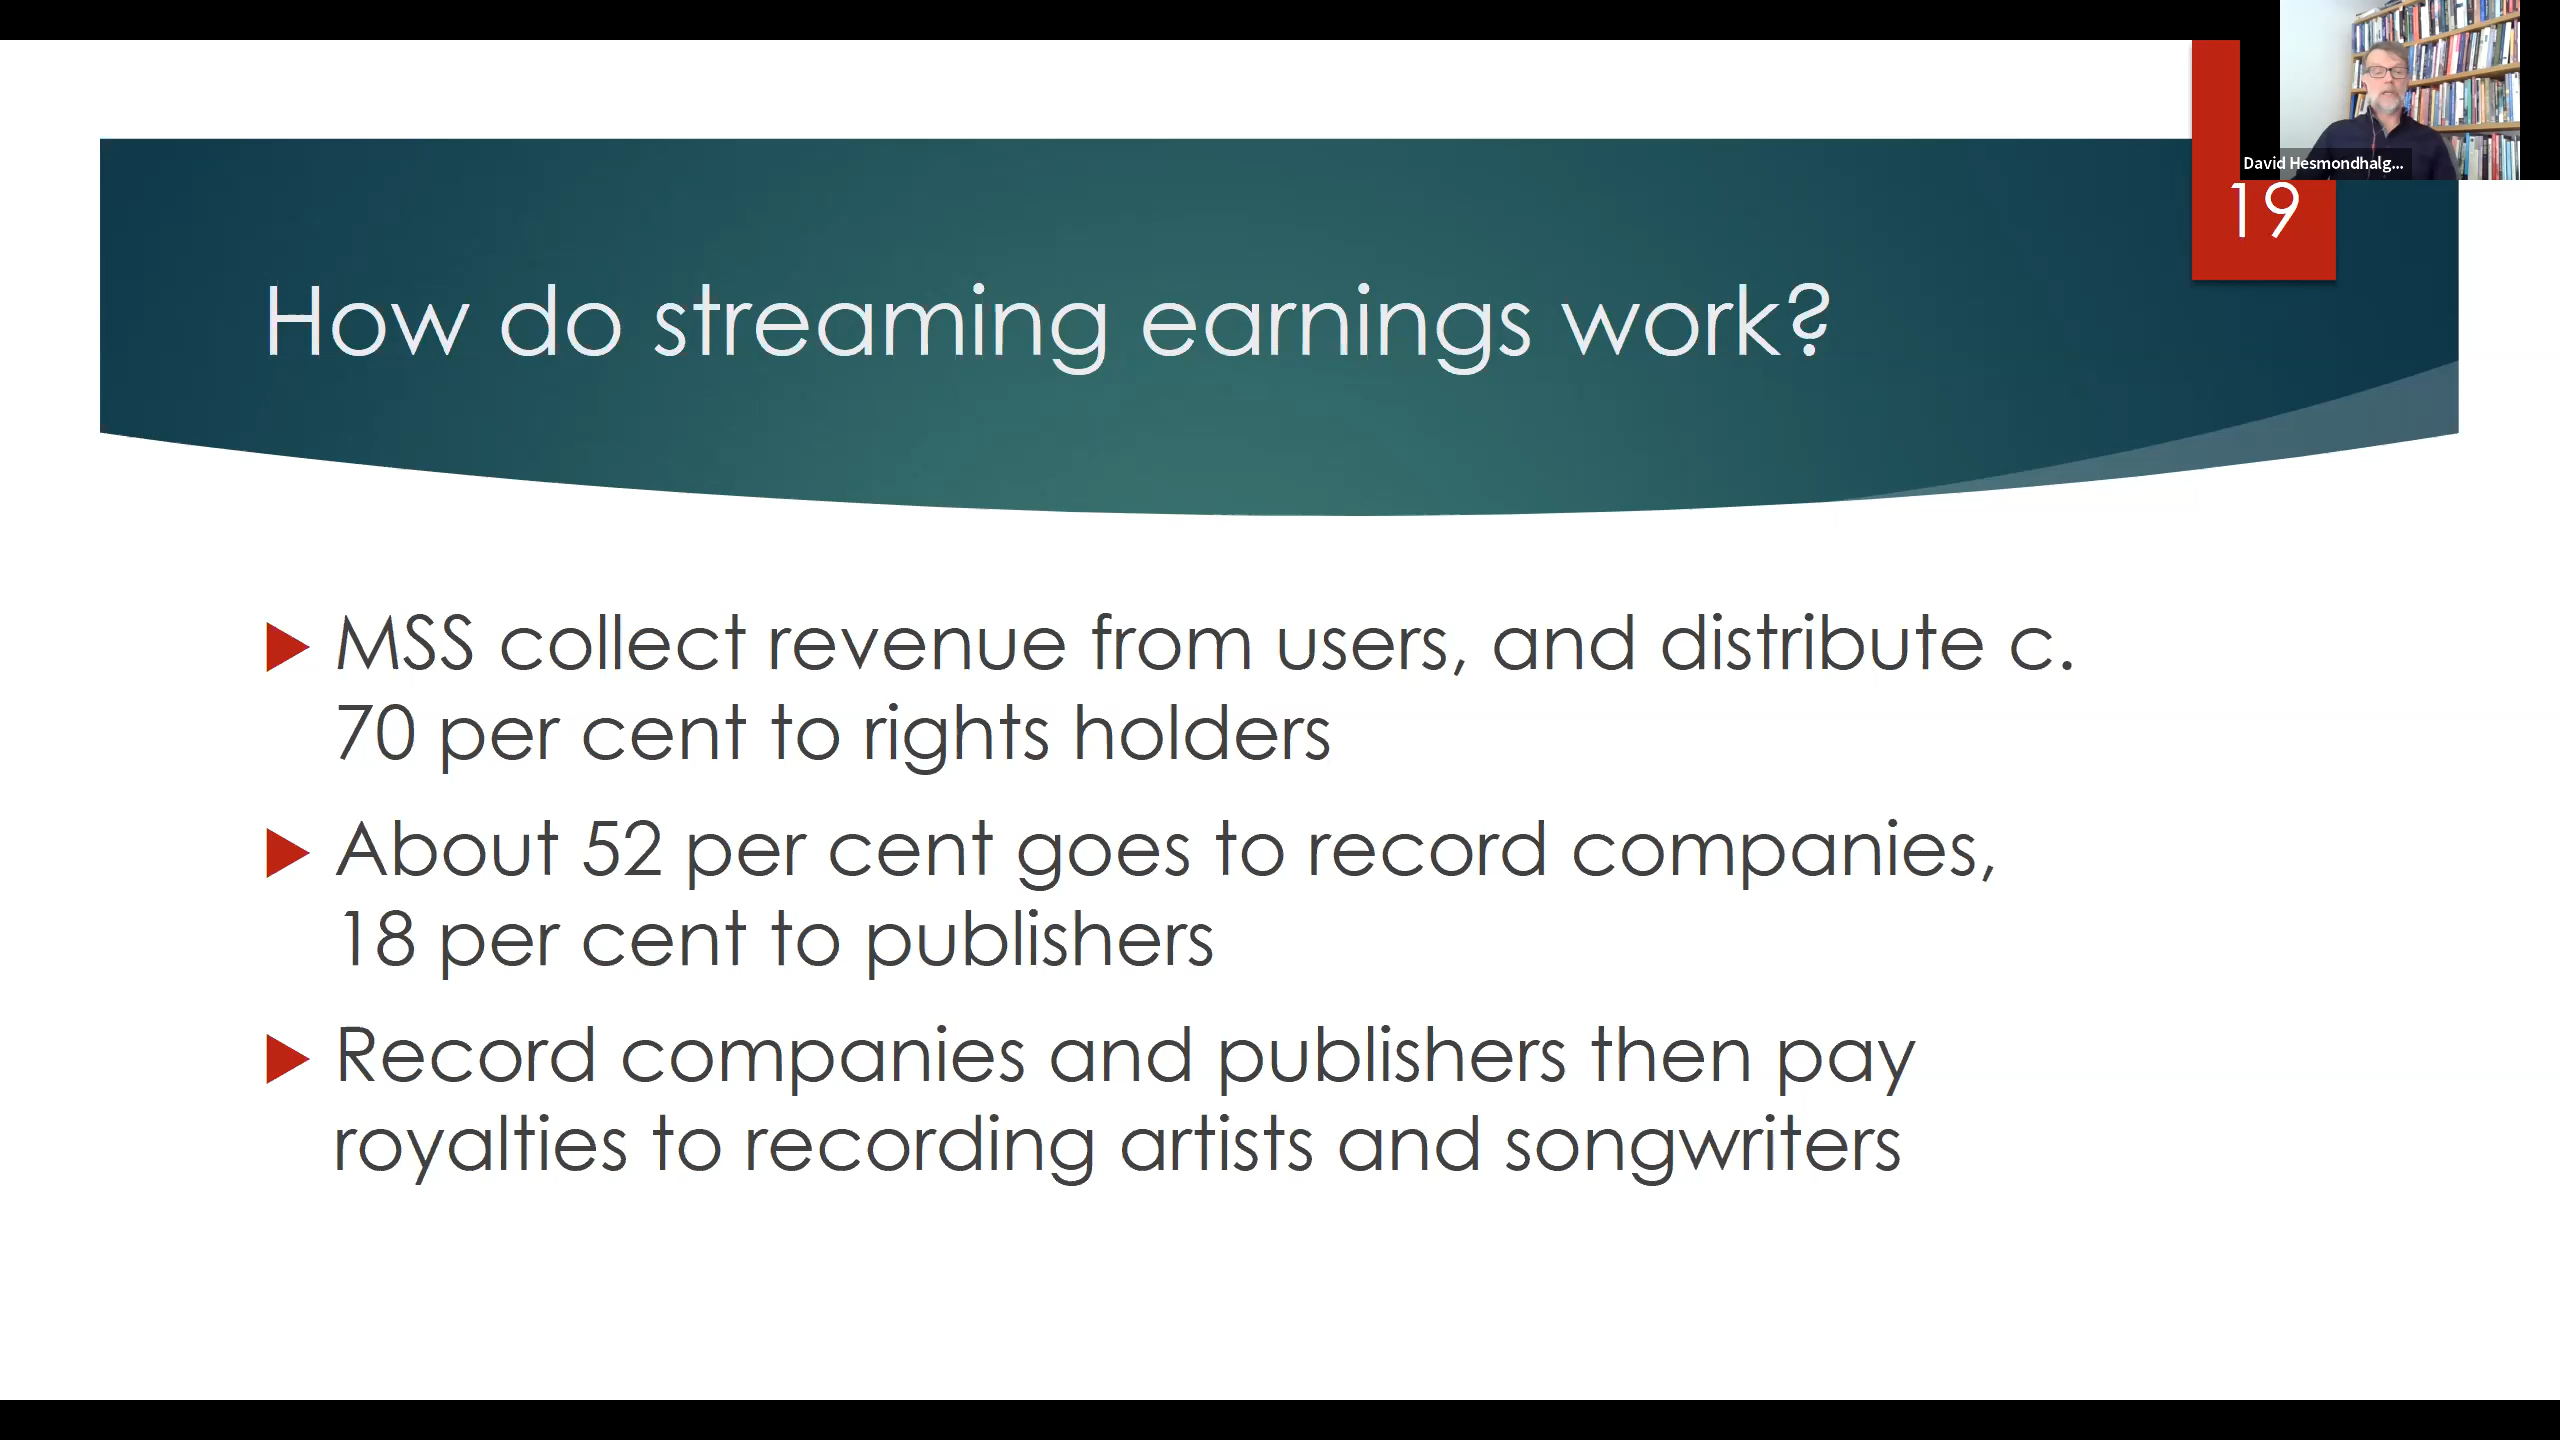 David Hesmondhalg...
19
How do streaming earnings work?
MSS collect revenue from users, and distribute c.
70 per cent to rights holders
About 52 per cent goes to record companies,
18 per cent to publishers
Record companies and publishers then pay
royalties to recording artists and songwriters